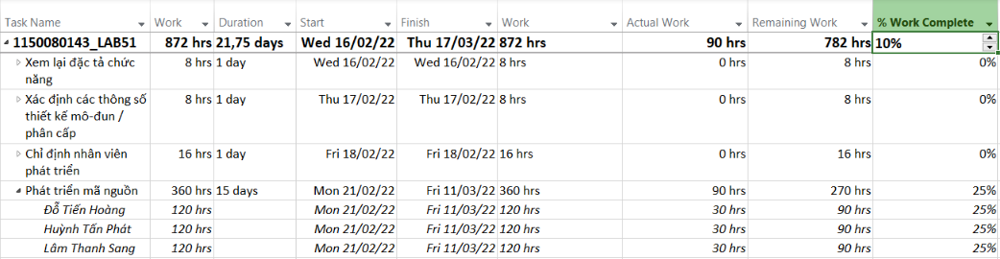 Task Name Work Duration Start Finish Work Actual Work Remaining Work % Work Complete
1150080143_LAB51 872 hrs 21,75 days Wed 16/02/22 Thu 17/03/22 872 hrs 90 hrs 782 hrs 10%
Xem lại đặc tả chức 8 hrs 1 day Wed 16/02/22 Wed 16/02/22 8 hrs 0 hrs 8 hrs 0%
năng
Xác định các thông số 8 hrs 1 day Thu 17/02/22 Thu 17/02/22 8 hrs 0 hrs 8 hrs 0%
thiết kế mô-đun /
phân cấp
Chỉ định nhân viên 16 hrs 1 day Fri 18/02/22 Fri 18/02/22 16 hrs 0 hrs 16 hrs 0%
phát triển
Phát triển mã nguồn 360 hrs 15 days Mon 21/02/22 Fri 11/03/22 360 hrs 90 hrs 270 hrs 25%
Đỗ Tiến Hoàng 120 hrs Mon 21/02/22 Fri 11/03/22 120 hrs 30 hrs 90 hrs 25%
Huỳnh Tấn Phát 120 hrs Mon 21/02/22 Fri 11/03/22 120 hrs 30 hrs 90 hrs 25%
Lâm Thanh Sang 120 hrs Mon 21/02/22 Fri 11/03/22 120 hrs 30 hrs 90 hrs 25%